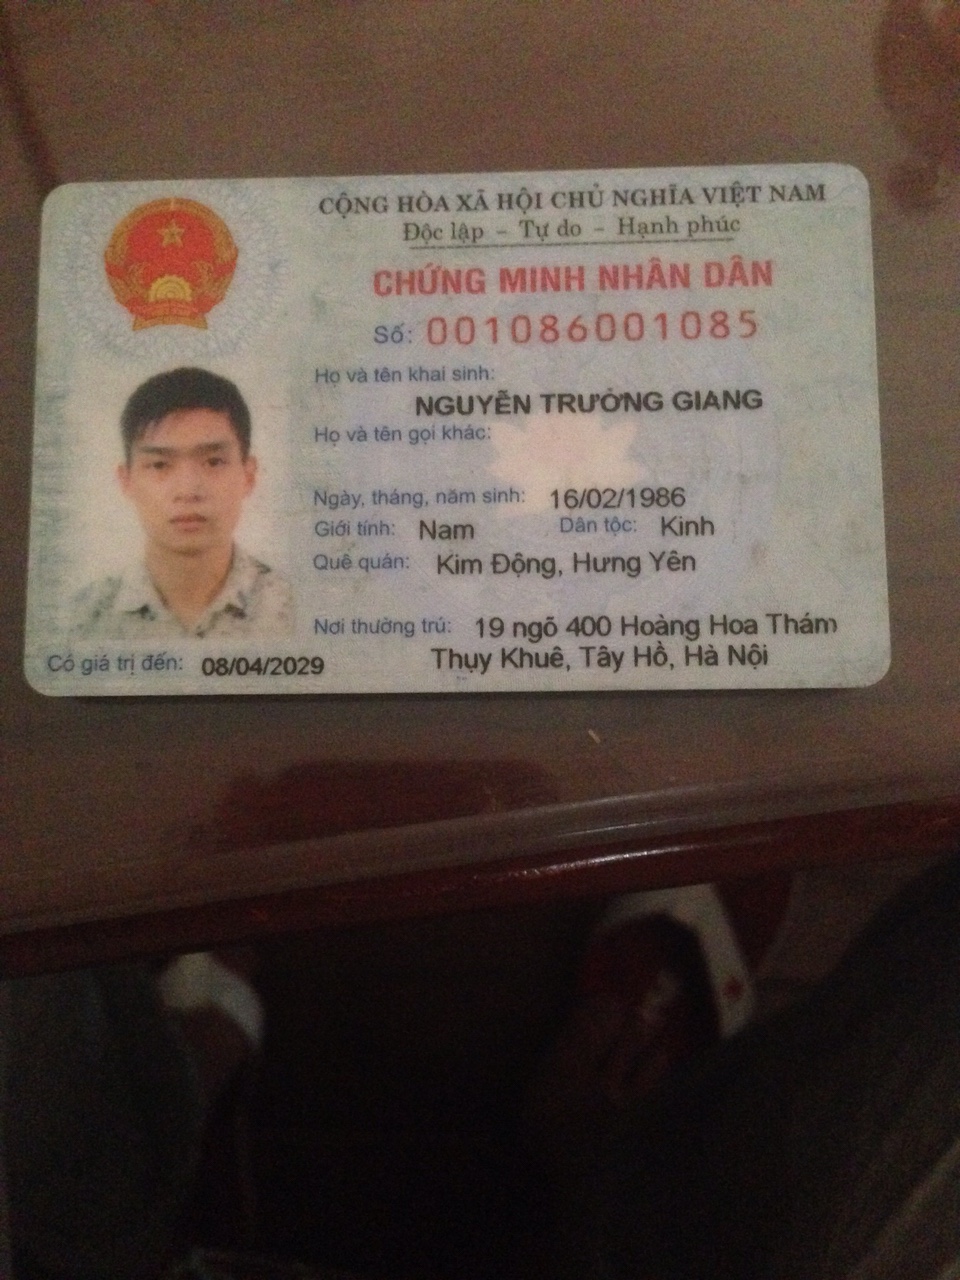 CỘNG HÒA XÃ HỘI CHỦ NGHĨA VIỆT NAM
Độc lập - Tự do - Hạnh phúc
CHỨNG MINH NHÂN DÂN
Số: 001086001085
Họ và tên khai sinh:
NGUYỄN TRƯỜNG GIANG
Họ và tên gọi khác:
Ngày, tháng, năm sinh: 16/02/1986
Giới tính: Nam Dân tộc: Kinh
Quê quán: Kim Động, Hưng Yên
Nơi thường trú: 19 ngõ 400 Hoàng Hoa Thám
Thụy Khuê, Tây Hồ, Hà Nội
Có giá trị đến: 08/04/2029